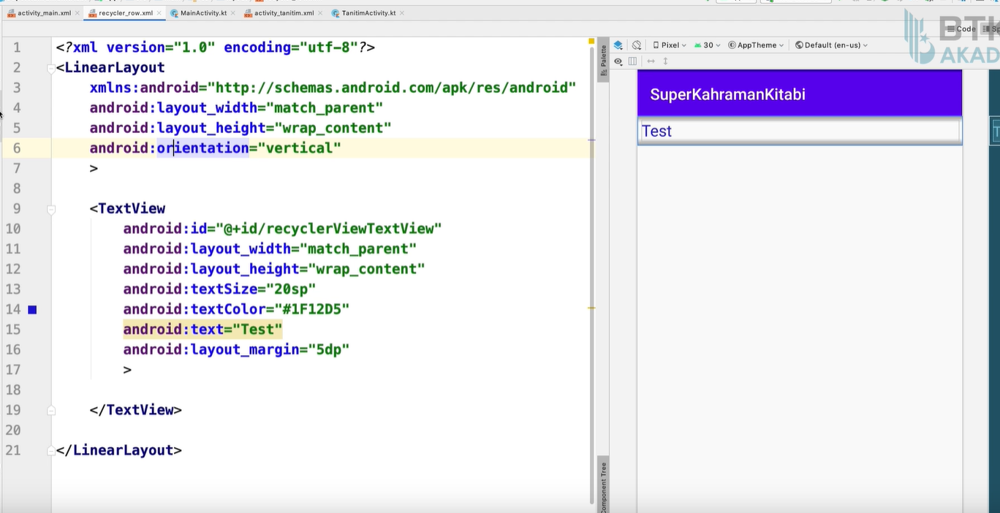 activity_main.xml
recycler_row.xml
MainActivity.kt
activity_tanitim.xml
TanitimActivity.kt
Code
BTK
AKAD
1 <?xml version="1.0" encoding="utf-8"?>
2 <LinearLayout
3 xmlns:android="http://schemas.android.com/apk/res/android"
4 android:layout_width="match_parent"
5 android:layout_height="wrap_content"
6 android:orientation="vertical"
7 >
8
9 <TextView
10 android:id="@+id/recyclerViewTextView"
11 android:layout_width="match_parent"
12 android:layout_height="wrap_content"
13 android:textSize="20sp"
14 android:textColor="#1F12D5"
15 android:text="Test"
16 android:layout_margin="5dp"
17 >
18
19 </TextView>
20
21 </LinearLayout>
Palette
Component Tree
Pixel
30
AppTheme
Default (en-us)
SuperKahramanKitabi
Test